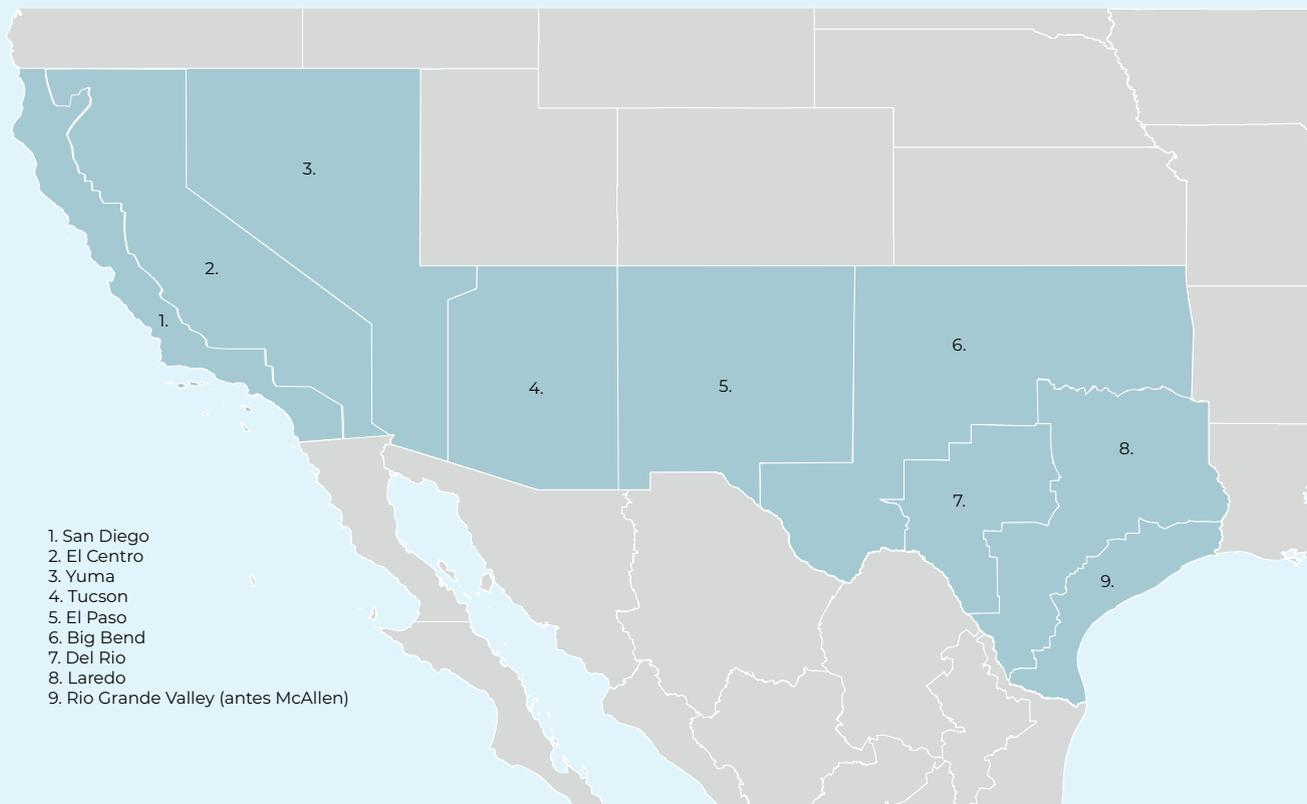 3.
2.
1.
6.
4.
5.
8.
7.
9.
1. San Diego
2. El Centro
3. Yuma
4. Tucson
5. El Paso
6. Big Bend
7. Del Rio
8. Laredo
9. Rio Grande Valley (antes McAllen)